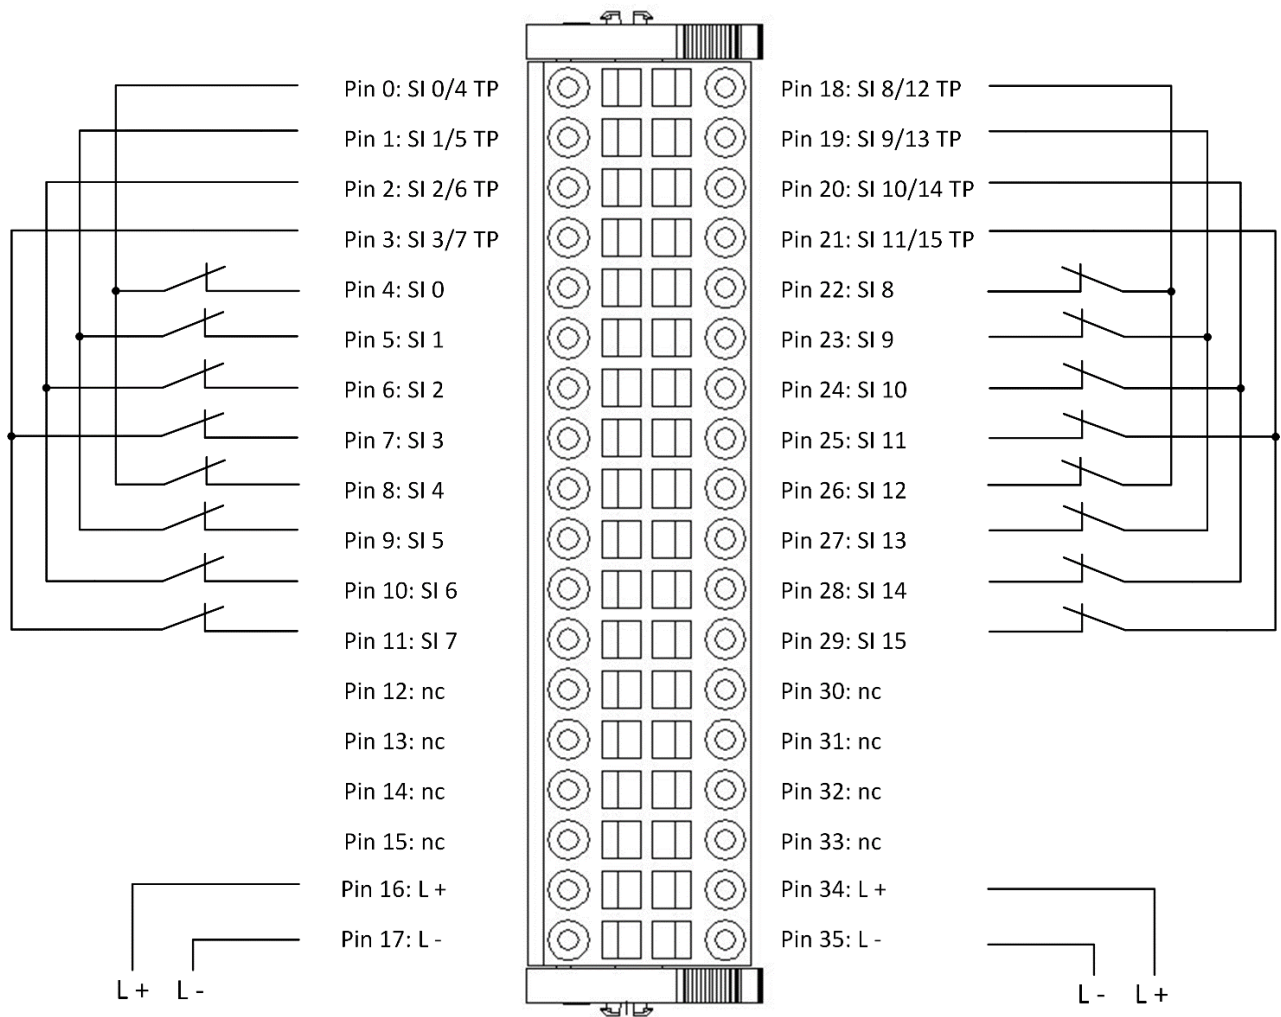 Pin 0: SI 0/4 TP
Pin 1: SI 1/5 TP
Pin 2: SI 2/6 TP
Pin 3: SI 3/7 TP
Pin 4: SI 0
Pin 5: SI 1
Pin 6: SI 2
Pin 7: SI 3
Pin 8: SI 4
Pin 9: SI 5
Pin 10: SI 6
Pin 11: SI 7
Pin 12: nc
Pin 13: nc
Pin 14: nc
Pin 15: nc
Pin 16: L +
Pin 17: L -
L +
L -
Pin 18: SI 8/12 TP
Pin 19: SI 9/13 TP
Pin 20: SI 10/14 TP
Pin 21: SI 11/15 TP
Pin 22: SI 8
Pin 23: SI 9
Pin 24: SI 10
Pin 25: SI 11
Pin 26: SI 12
Pin 27: SI 13
Pin 28: SI 14
Pin 29: SI 15
Pin 30: nc
Pin 31: nc
Pin 32: nc
Pin 33: nc
Pin 34: L +
Pin 35: L -
L -
L +